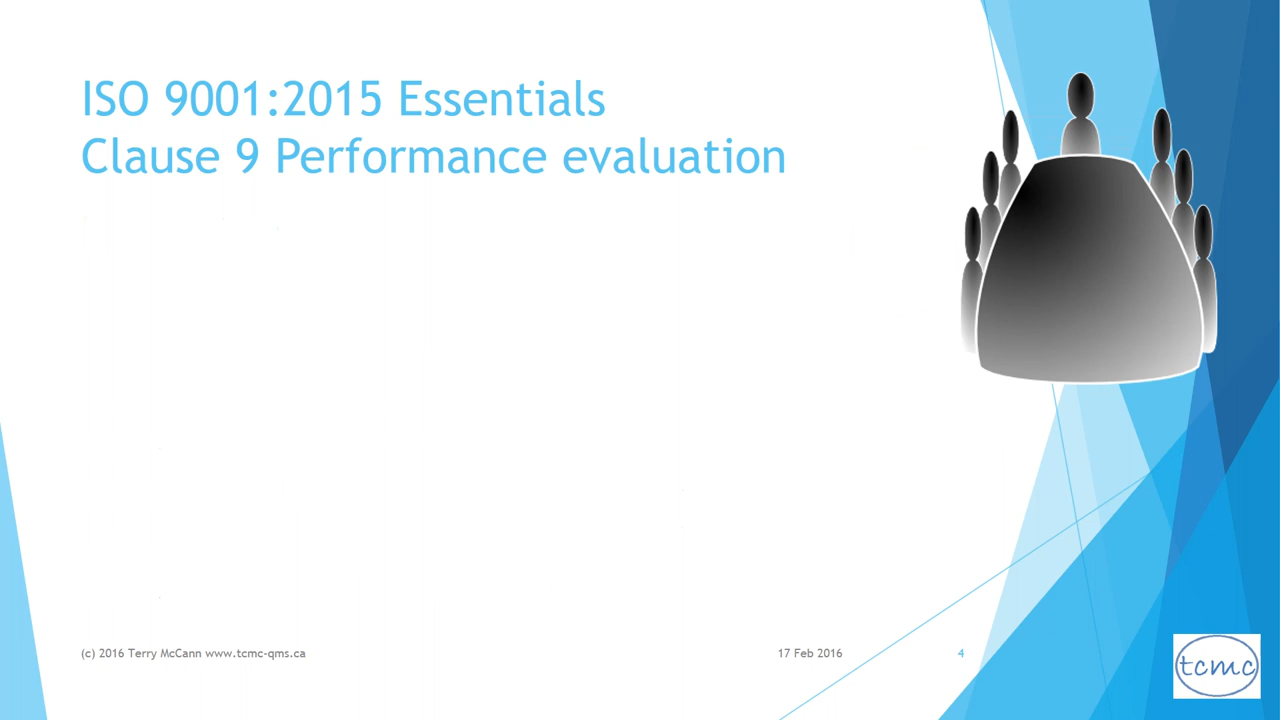 ISO 9001:2015 Essentials
Clause 9 Performance evaluation
(c) 2016 Terry McCann www.tcmc-qms.ca
17 Feb 2016
4
tcmc